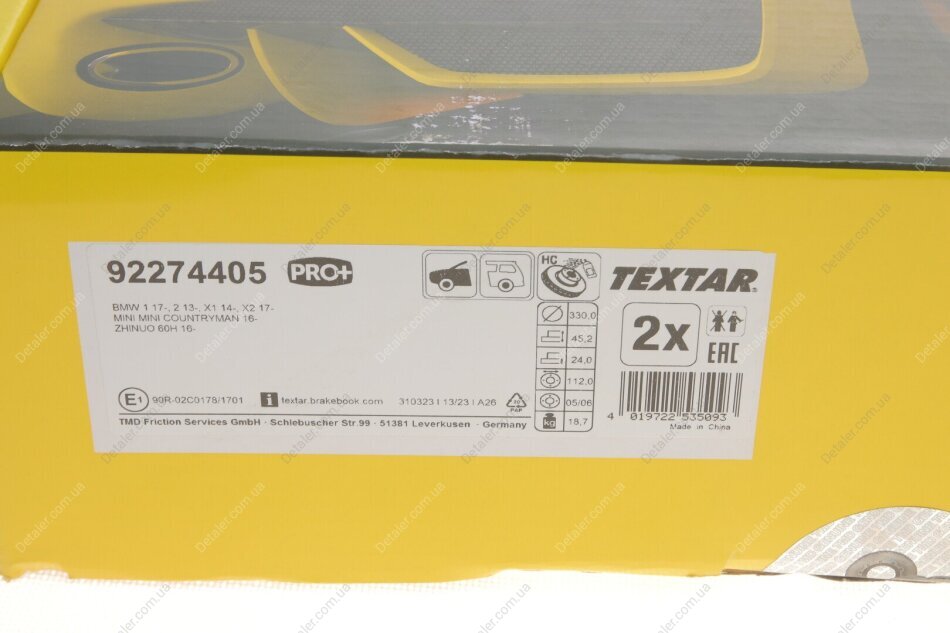 92274405 PRO+
BMW 1 17-, 2 13-, X1 14-, X2 17-
MINI MINI COUNTRYMAN 16-
ZHINUO 60H 16-
E1 90R-02C0178/1701 i textar.brakebook.com 310323 | 13/23 | A26
PAP
TMD Friction Services GmbH · Schlebuscher Str.99 · 51381 Leverkusen · Germany
HC
330,0
45,2
24,0
112,0
05/06
kg 18,7
TEXTAR®
2x
EAC
4 019722 535093
Made in China
Detaler.com.ua